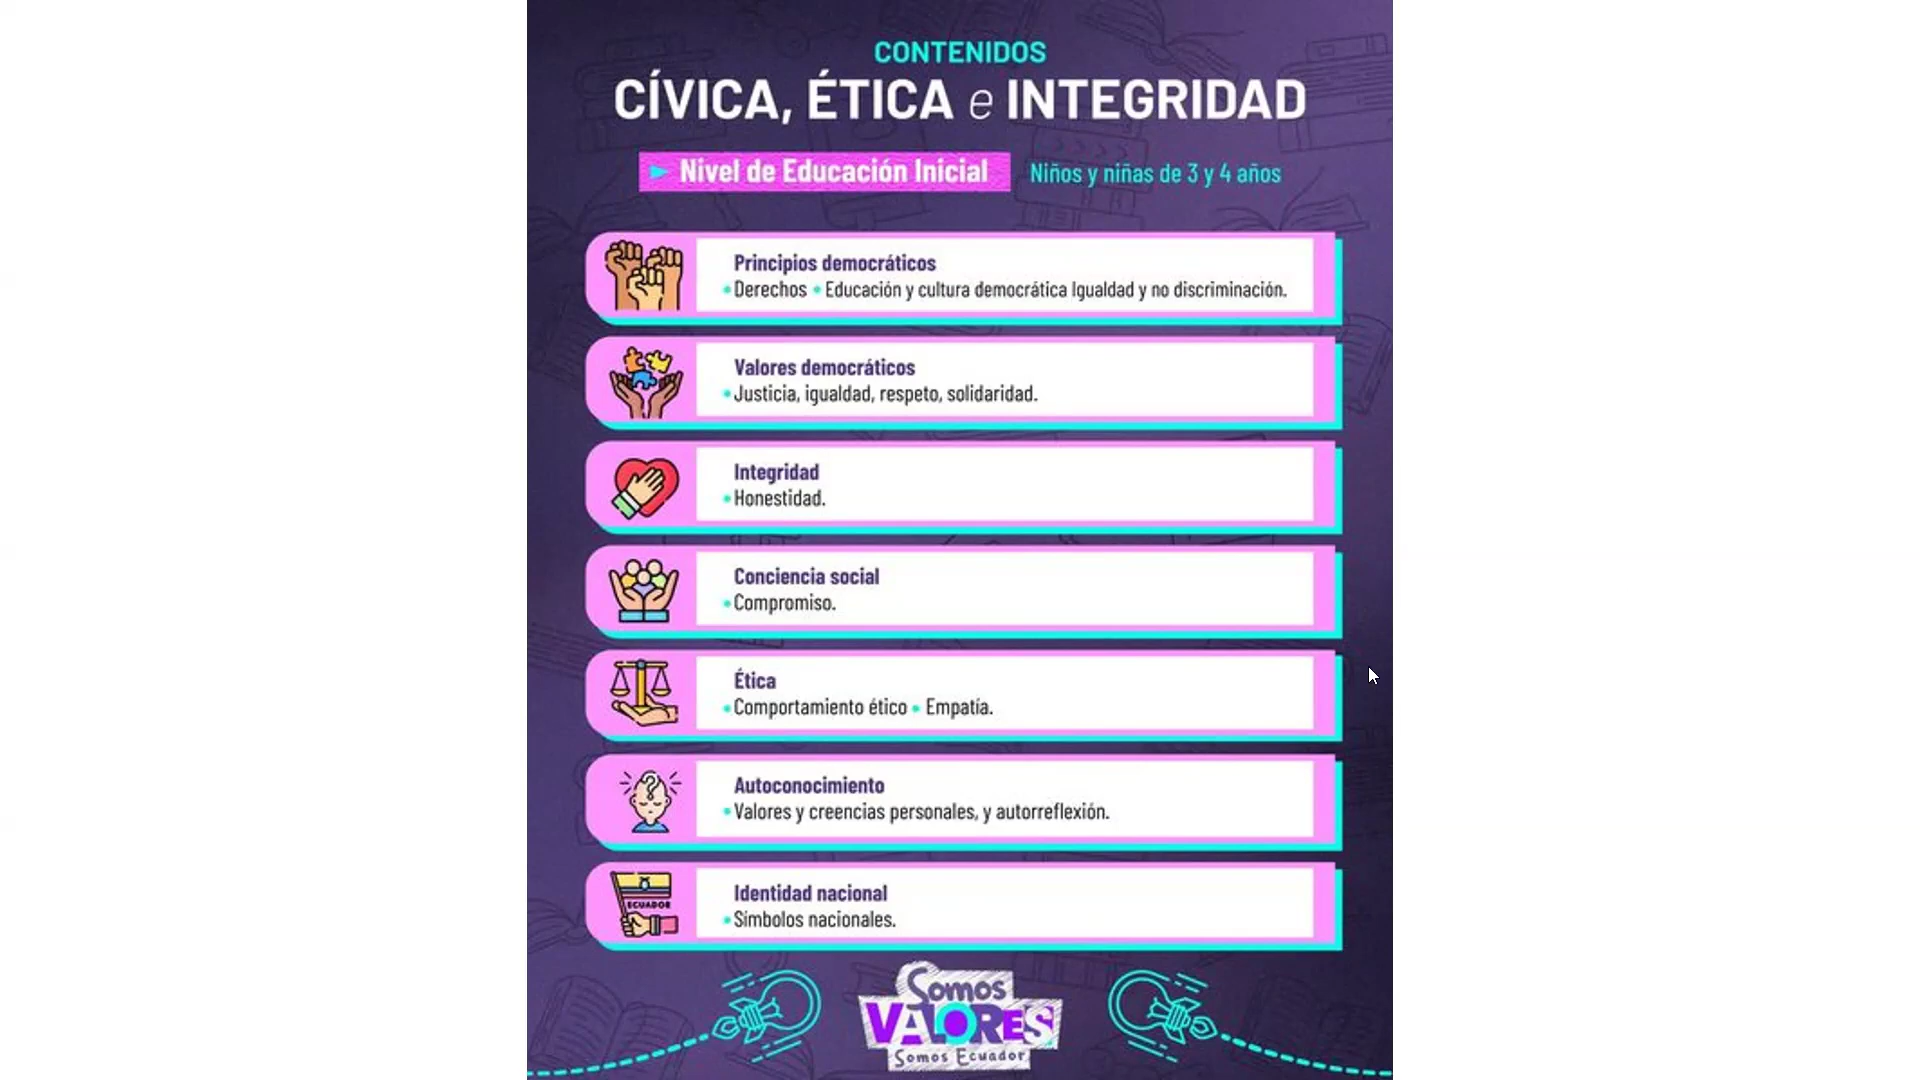 CONTENIDOS
CÍVICA, ÉTICA e INTEGRIDAD
Nivel de Educación Inicial Niños y niñas de 3 y 4 años
Principios democráticos
• Derechos • Educación y cultura democrática Igualdad y no discriminación.
Valores democráticos
• Justicia, igualdad, respeto, solidaridad.
Integridad
• Honestidad.
Conciencia social
• Compromiso.
Ética
• Comportamiento ético • Empatía.
Autoconocimiento
• Valores y creencias personales, y autorreflexión.
ECUADOR
Identidad nacional
• Símbolos nacionales.
Somos
VALORES
Somos Ecuador